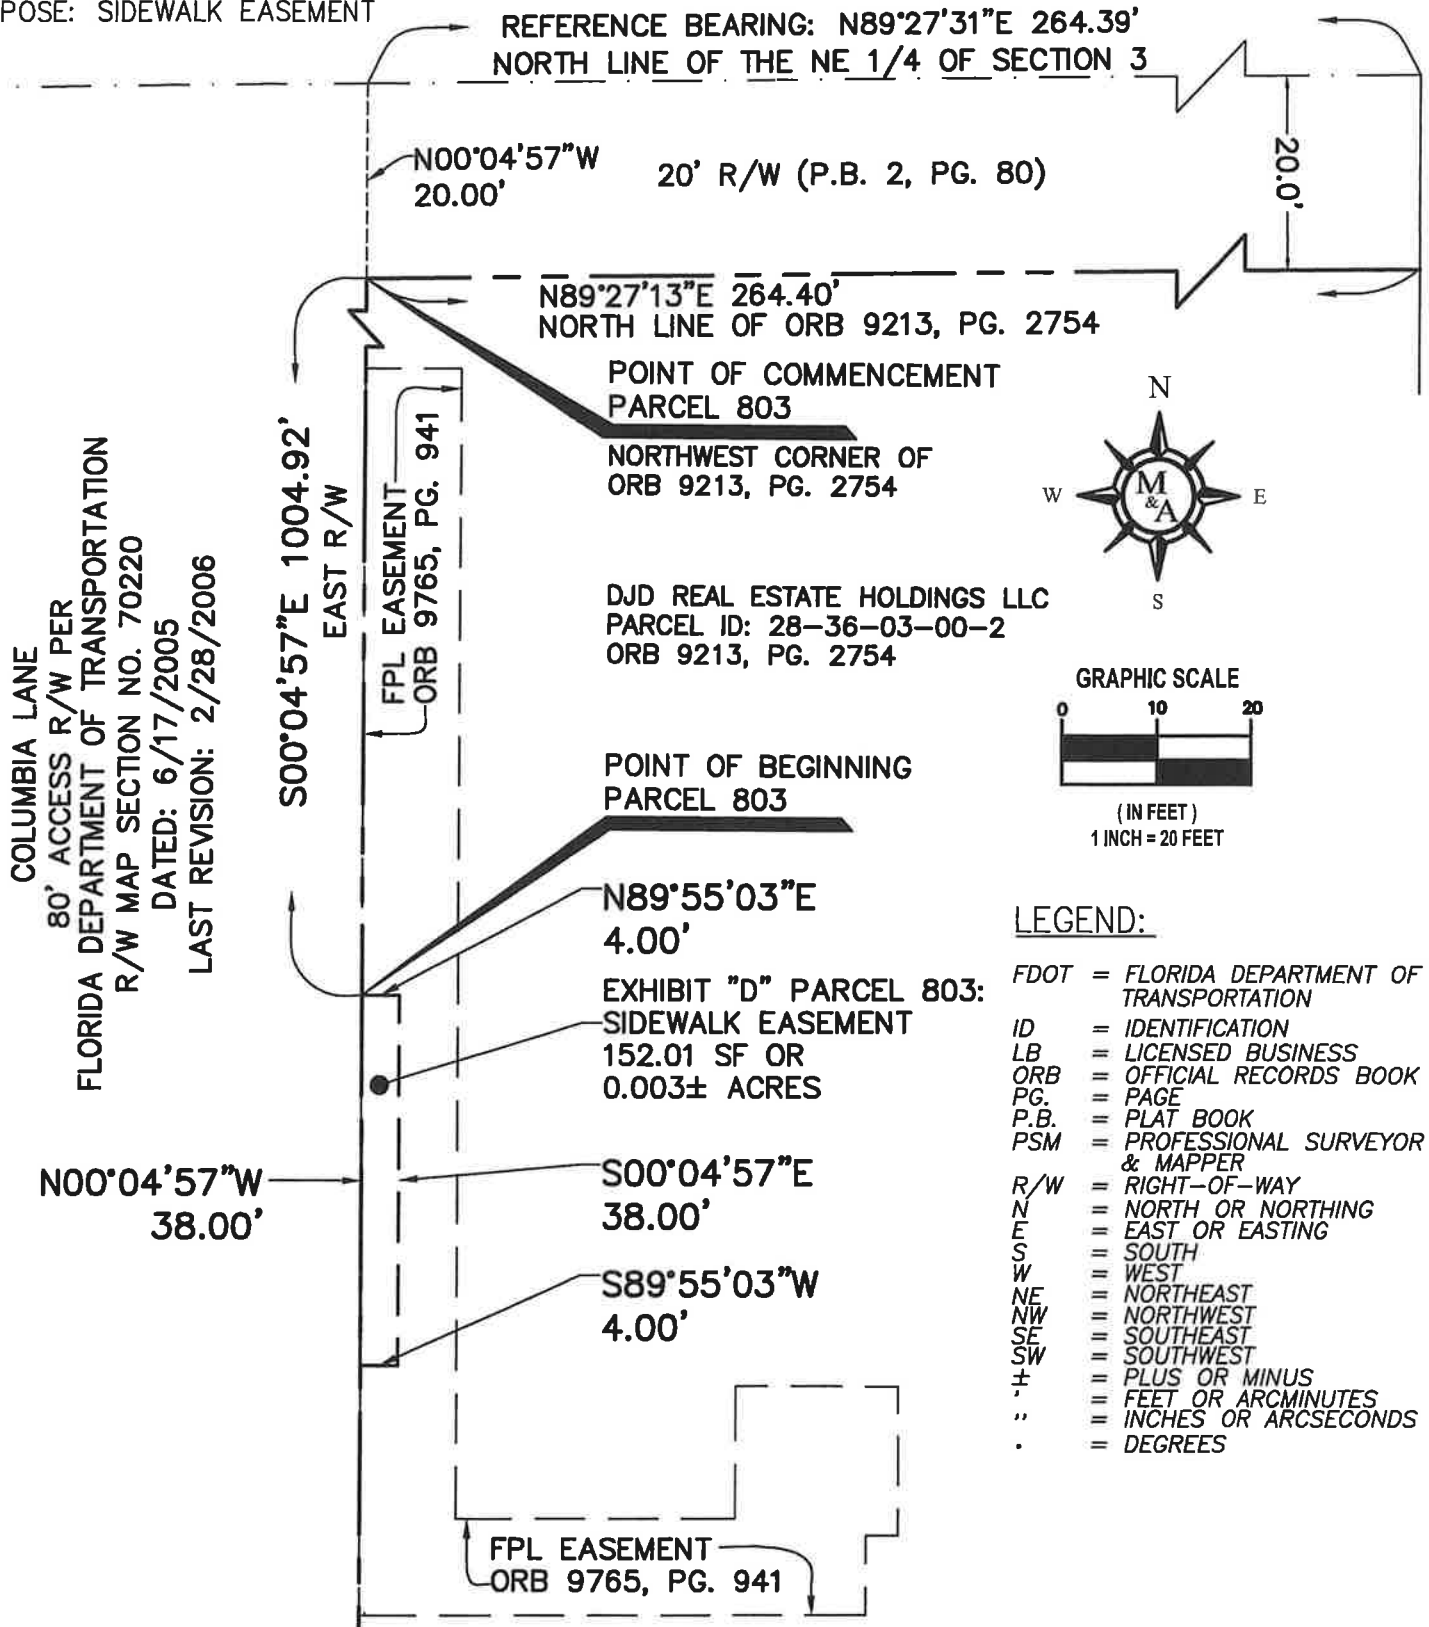 POSE: SIDEWALK EASEMENT
REFERENCE BEARING: N89°27'31"E 264.39'
NORTH LINE OF THE NE 1/4 OF SECTION 3
N00°04'57"W
20.00'
20' R/W (P.B. 2, PG. 80)
20.0'
N89°27'13"E 264.40'
NORTH LINE OF ORB 9213, PG. 2754
POINT OF COMMENCEMENT
PARCEL 803
NORTHWEST CORNER OF
ORB 9213, PG. 2754
N
W
E
S
M
&
A
COLUMBIA LANE
80' ACCESS R/W PER
FLORIDA DEPARTMENT OF TRANSPORTATION
R/W MAP SECTION NO. 70220
DATED: 6/17/2005
LAST REVISION: 2/28/2006
S00°04'57"E 1004.92'
EAST R/W
FPL EASEMENT
ORB 9765, PG. 941
DJD REAL ESTATE HOLDINGS LLC
PARCEL ID: 28-36-03-00-2
ORB 9213, PG. 2754
GRAPHIC SCALE
0 10 20
( IN FEET )
1 INCH = 20 FEET
POINT OF BEGINNING
PARCEL 803
N89°55'03"E
4.00'
EXHIBIT "D" PARCEL 803:
SIDEWALK EASEMENT
152.01 SF OR
0.003± ACRES
N00°04'57"W
38.00'
S00°04'57"E
38.00'
S89°55'03"W
4.00'
FPL EASEMENT
ORB 9765, PG. 941
LEGEND:
FDOT = FLORIDA DEPARTMENT OF
TRANSPORTATION
ID = IDENTIFICATION
LB = LICENSED BUSINESS
ORB = OFFICIAL RECORDS BOOK
PG. = PAGE
P.B. = PLAT BOOK
PSM = PROFESSIONAL SURVEYOR
& MAPPER
R/W = RIGHT-OF-WAY
N = NORTH OR NORTHING
E = EAST OR EASTING
S = SOUTH
W = WEST
NE = NORTHEAST
NW = NORTHWEST
SE = SOUTHEAST
SW = SOUTHWEST
± = PLUS OR MINUS
' = FEET OR ARCMINUTES
" = INCHES OR ARCSECONDS
° = DEGREES